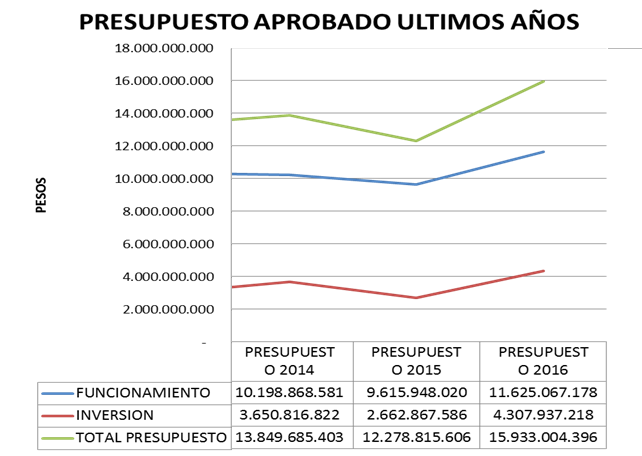 PRESUPUESTO APROBADO ULTIMOS AÑOS
18.000.000.000
16.000.000.000
14.000.000.000
12.000.000.000
10.000.000.000
8.000.000.000
6.000.000.000
4.000.000.000
2.000.000.000
-
PESOS
PRESUPUEST PRESUPUEST PRESUPUEST
O 2014 O 2015 O 2016
FUNCIONAMIENTO 10.198.868.581 9.615.948.020 11.625.067.178
INVERSION 3.650.816.822 2.662.867.586 4.307.937.218
TOTAL PRESUPUESTO 13.849.685.403 12.278.815.606 15.933.004.396